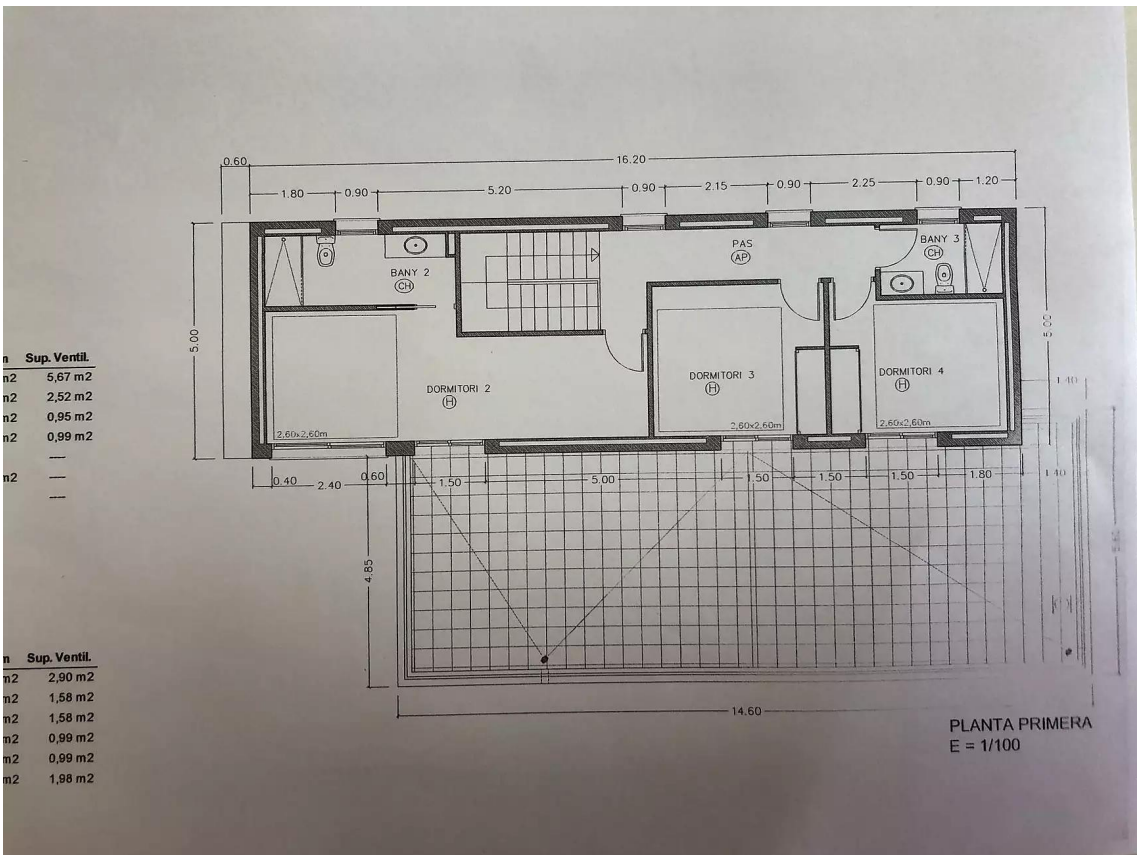 0.60
16.20
1.80 0.90 5.20 0.90 2.15 0.90 2.25 0.90 1.20
PAS
AP
BANY 3
CH
BANY 2
CH
5.00
5.00
n Sup. Ventil.
m2 5,67 m2
m2 2,52 m2
m2 0,95 m2
m2 0,99 m2
—
m2 —
—
DORMITORI 2
H
DORMITORI 3
H
DORMITORI 4
H
1.40
2,60x2,60m
2,60x2,60m
2,60x2,60m
0.40 2.40 0.60 1.50 5.00 1.50 1.50 1.50 1.80 1.40
4.85
14.60
n Sup. Ventil.
m2 2,90 m2
m2 1,58 m2
m2 1,58 m2
m2 0,99 m2
m2 0,99 m2
m2 1,98 m2
PLANTA PRIMERA
E = 1/100